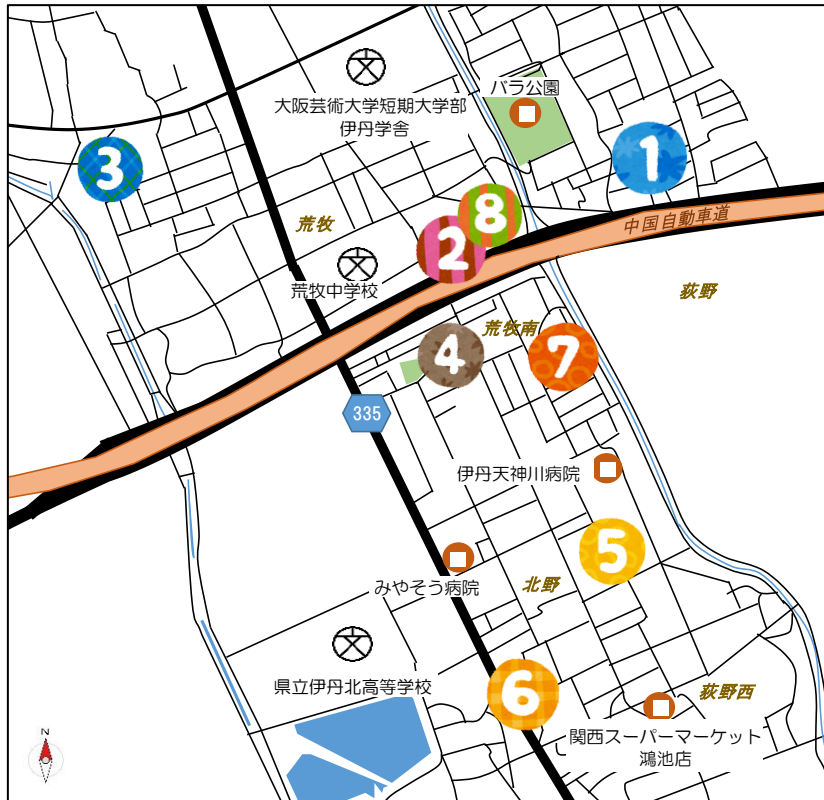 文
大阪芸術大学短期大学部
伊丹学舎
バラ公園
3
1
8
荒牧
2
中国自動車道
文
荒牧中学校
荻野
荒牧南
4
7
335
伊丹天神川病院
5
みやそう病院
北野
文
県立伊丹北高等学校
6
荻野西
関西スーパーマーケット
鴻池店
N